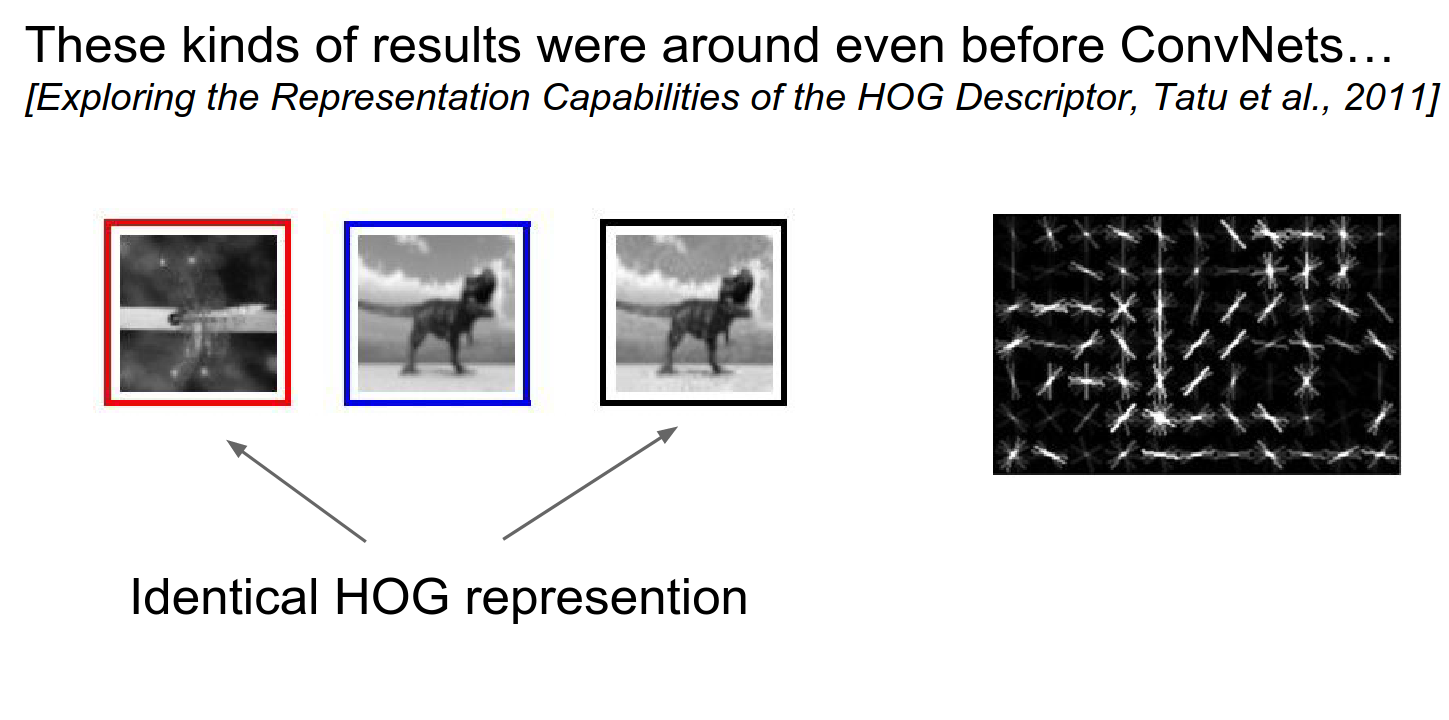 These kinds of results were around even before ConvNets…
[Exploring the Representation Capabilities of the HOG Descriptor, Tatu et al., 2011]
Identical HOG represention